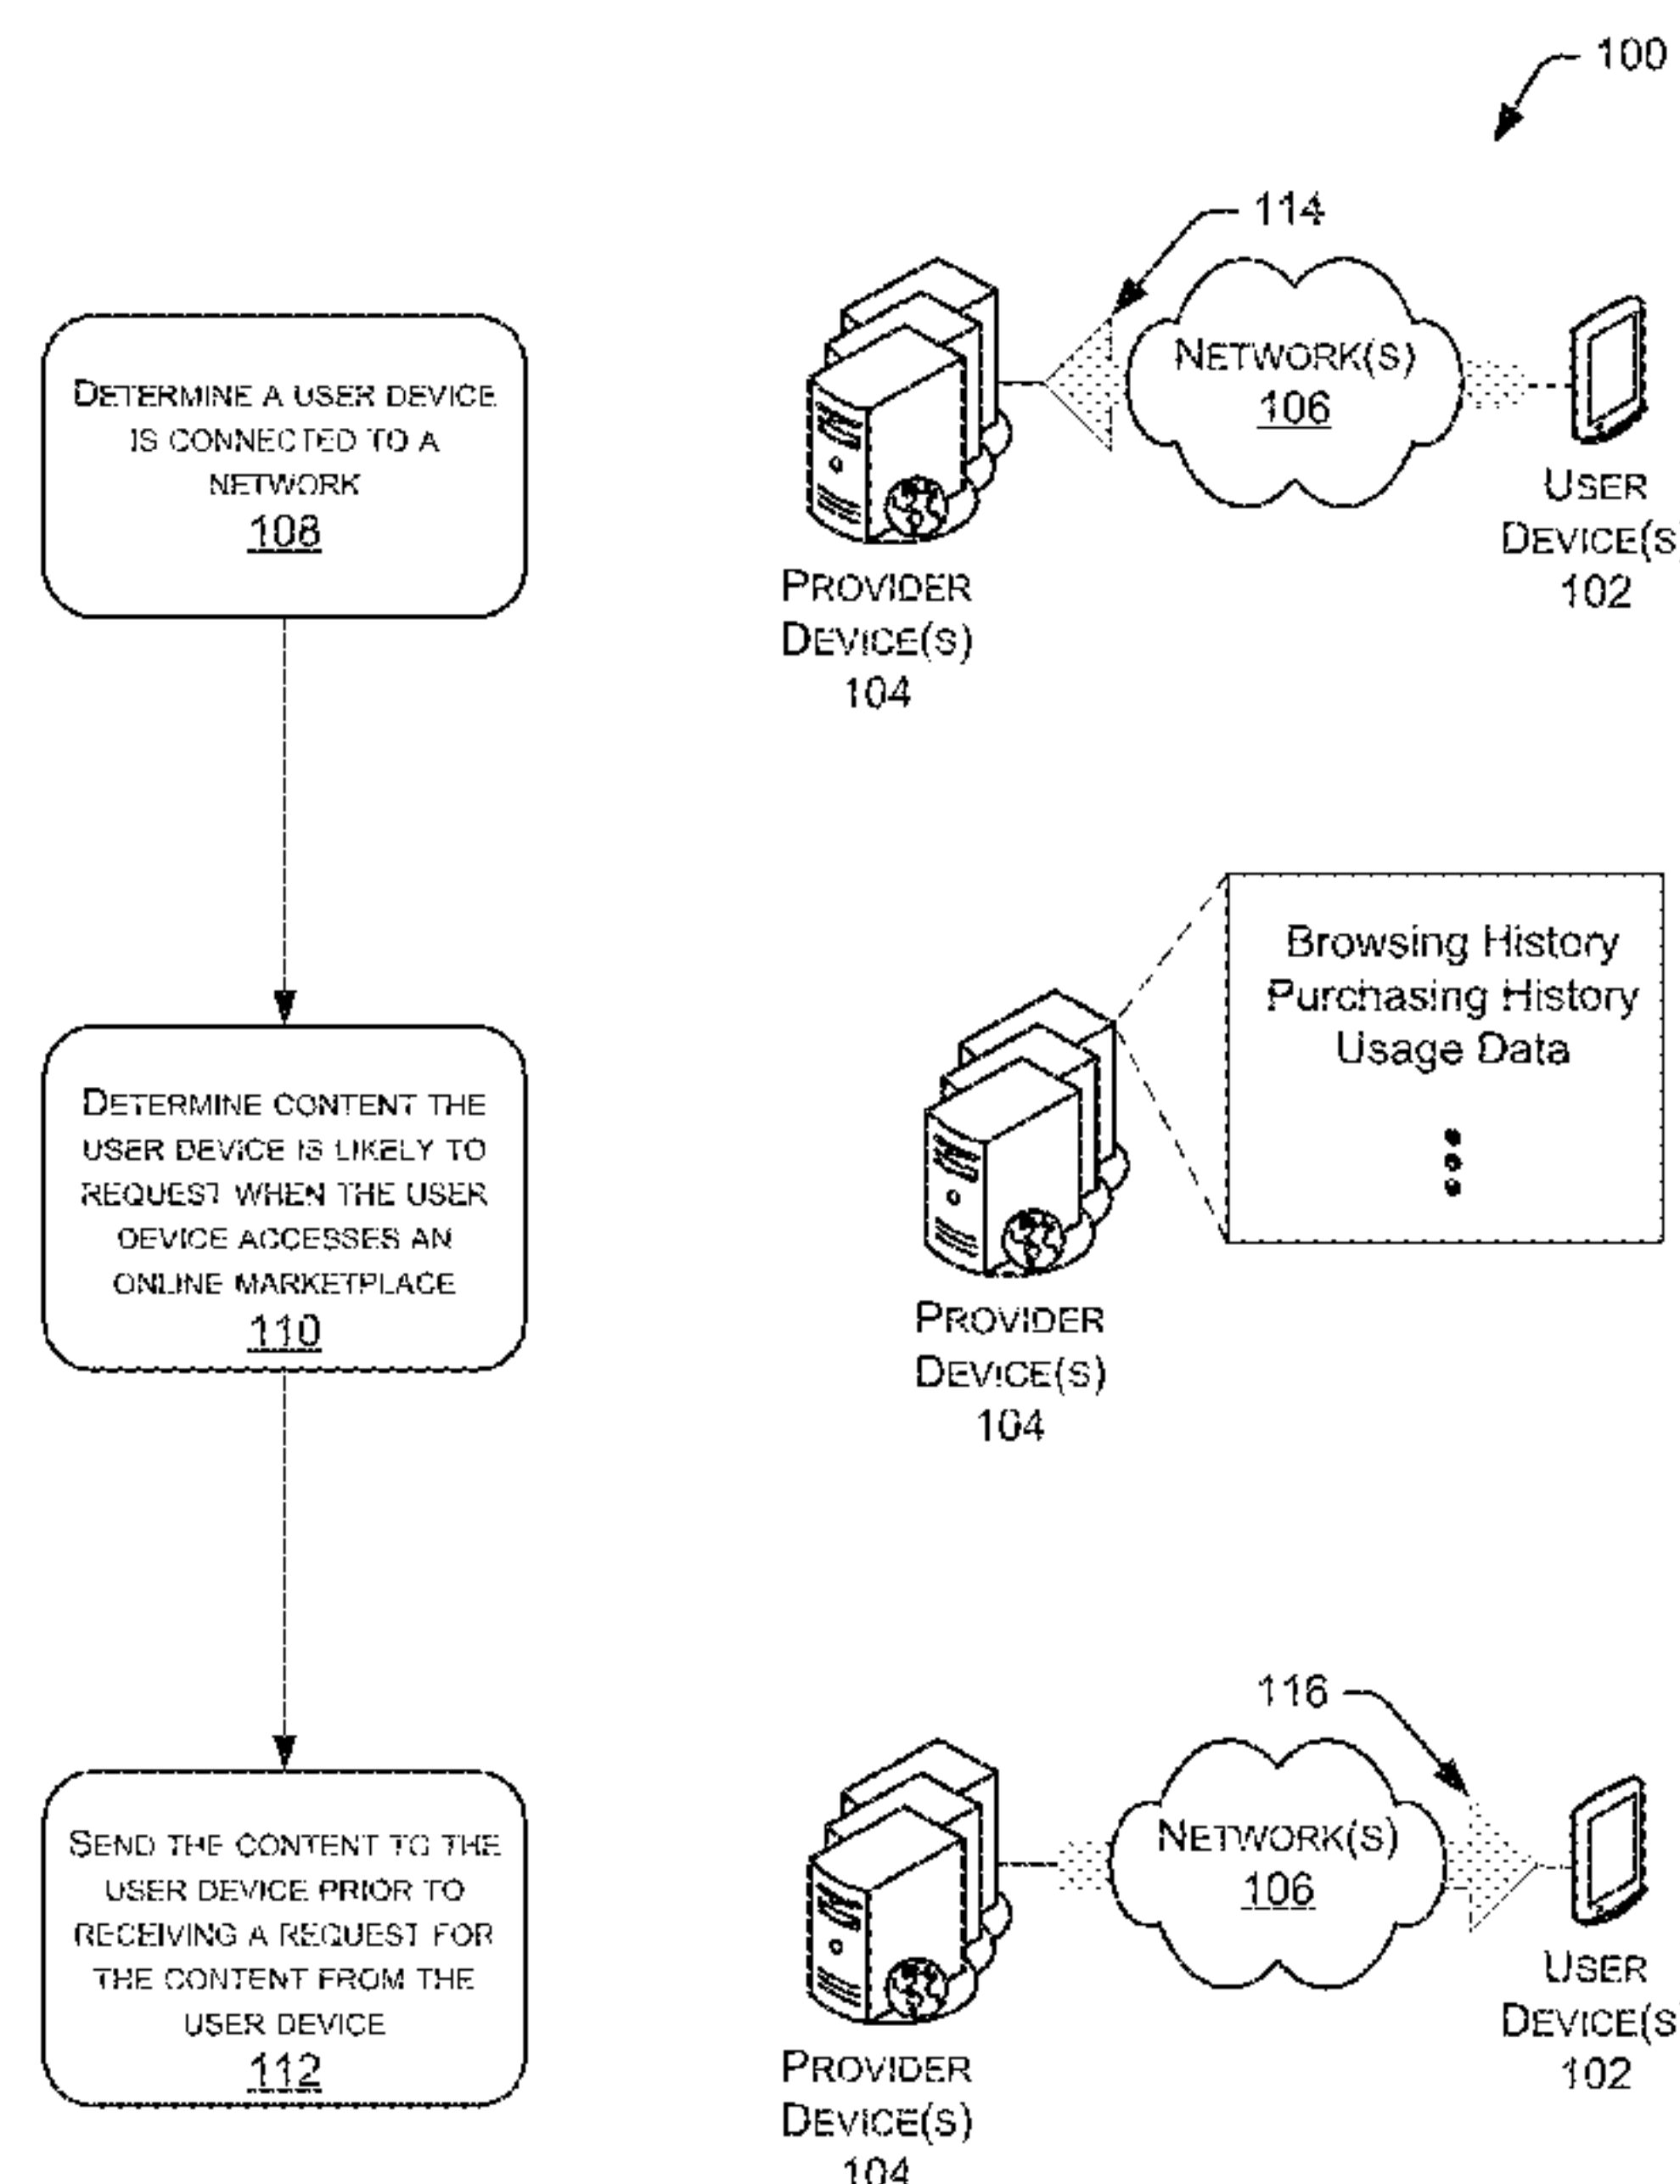 100
114
DETERMINE A USER DEVICE
IS CONNECTED TO A
NETWORK
108
NETWORK(S)
106
USER
DEVICE(S)
102
PROVIDER
DEVICE(S)
104
Browsing History
Purchasing History
Usage Data
DETERMINE CONTENT THE
USER DEVICE IS LIKELY TO
REQUEST WHEN THE USER
DEVICE ACCESSES AN
ONLINE MARKETPLACE
110
PROVIDER
DEVICE(S)
104
116
SEND THE CONTENT TO THE
USER DEVICE PRIOR TO
RECEIVING A REQUEST FOR
THE CONTENT FROM THE
USER DEVICE
112
NETWORK(S)
106
USER
DEVICE(S
102
PROVIDER
DEVICE(S)
104